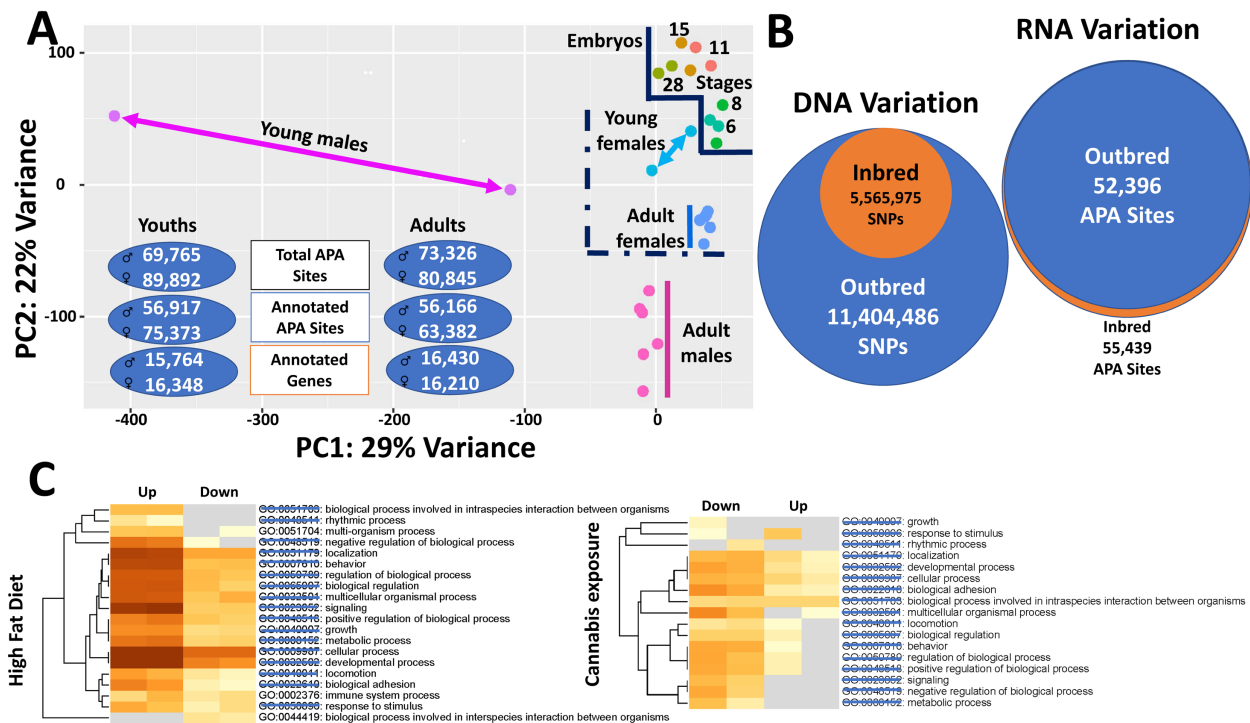 A
100
0
-100
PC2: 22% Variance
-400
-300
-200
-100
0
PC1: 29% Variance
Embryos
15
11
28
Stages
8
6
Young males
Young
females
Adult
females
Adult
males
Youths
Adults
♂ 69,765
♀ 89,892
Total APA
Sites
♂ 73,326
♀ 80,845
♂ 56,917
♀ 75,373
Annotated
APA Sites
♂ 56,166
♀ 63,382
♂ 15,764
♀ 16,348
Annotated
Genes
♂ 16,430
♀ 16,210
B
RNA Variation
DNA Variation
Inbred
5,565,975
SNPs
Outbred
11,404,486
SNPs
Outbred
52,396
APA Sites
Inbred
55,439
APA Sites
C
High Fat Diet
Up
Down
GO:0051703: biological process involved in intraspecies interaction between organisms
GO:0048511: rhythmic process
GO:0051704: multi-organism process
GO:0048519: negative regulation of biological process
GO:0051179: localization
GO:0007610: behavior
GO:0050789: regulation of biological process
GO:0065007: biological regulation
GO:0032501: multicellular organismal process
GO:0023052: signaling
GO:0048518: positive regulation of biological process
GO:0040007: growth
GO:0008152: metabolic process
GO:0009987: cellular process
GO:0032502: developmental process
GO:0040011: locomotion
GO:0022610: biological adhesion
GO:0002376: immune system process
GO:0050896: response to stimulus
GO:0044419: biological process involved in interspecies interaction between organisms
Cannabis exposure
Down
Up
GO:0040007: growth
GO:0050896: response to stimulus
GO:0048511: rhythmic process
GO:0051179: localization
GO:0032502: developmental process
GO:0009987: cellular process
GO:0022610: biological adhesion
GO:0051703: biological process involved in intraspecies interaction between organisms
GO:0032501: multicellular organismal process
GO:0040011: locomotion
GO:0065007: biological regulation
GO:0007610: behavior
GO:0050789: regulation of biological process
GO:0048518: positive regulation of biological process
GO:0023052: signaling
GO:0048519: negative regulation of biological process
GO:0008152: metabolic process